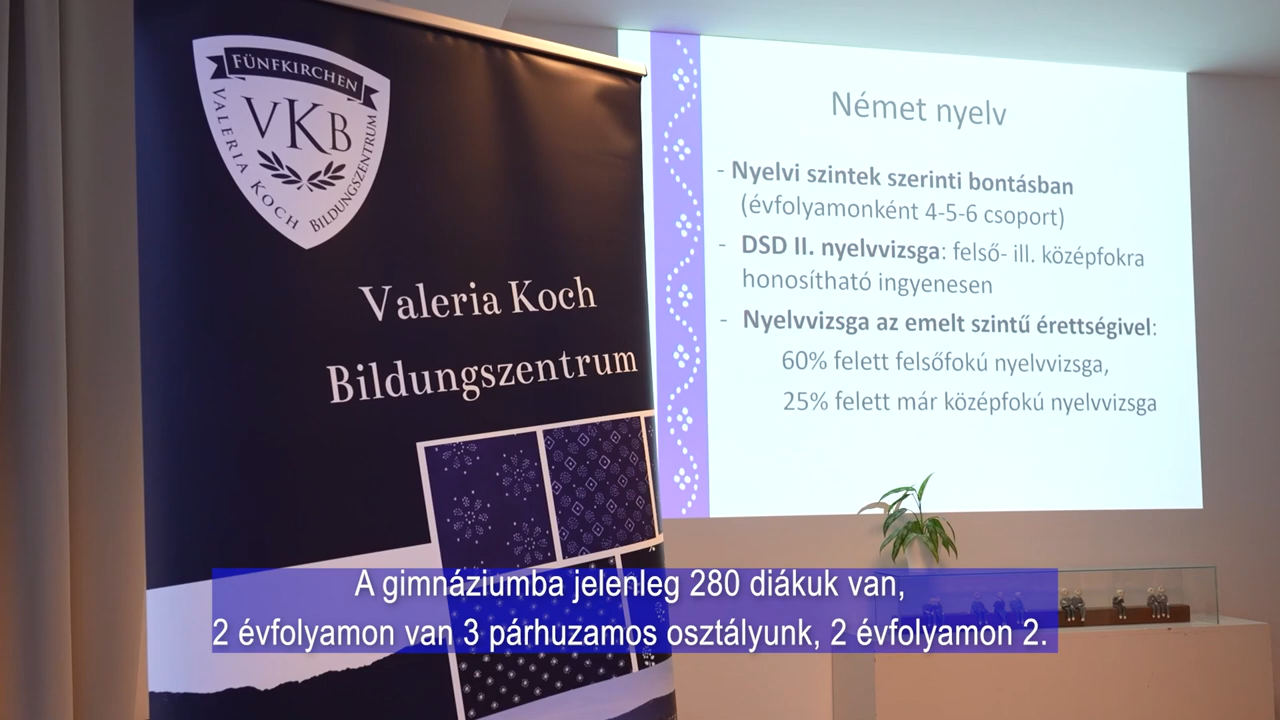 FÜNFKIRCHEN
VKB
VALERIA KOCH BILDUNGSZENTRUM
Valeria Koch
Bildungszentrum
Német nyelv
- Nyelvi szintek szerinti bontásban
(évfolyamonként 4-5-6 csoport)
- DSD II. nyelvvizsga: felső- ill. középfokra
honosítható ingyenesen
- Nyelvvizsga az emelt szintű érettségivel:
60% felett felsőfokú nyelvvizsga,
25% felett már középfokú nyelvvizsga
A gimnáziumba jelenleg 280 diákuk van,
2 évfolyamon van 3 párhuzamos osztályunk, 2 évfolyamon 2.